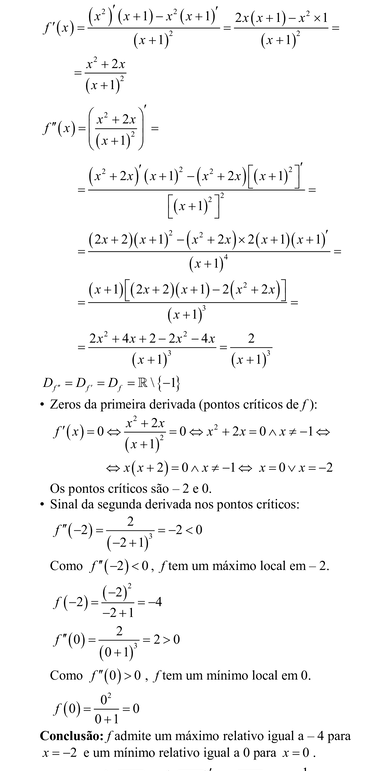 f′(x) = ((x²)′(x+1) − x²(x+1)′)/(x+1)² = (2x(x+1) − x²×1)/(x+1)² =
= (x² + 2x)/(x+1)²
f″(x) = ((x² + 2x)/(x+1)²)′ =
= ((x² + 2x)′(x+1)² − (x² + 2x)[(x+1)²]′)/[(x+1)²]² =
= ((2x+2)(x+1)² − (x² + 2x)×2(x+1)(x+1)′)/(x+1)⁴ =
= ((x+1)[(2x+2)(x+1) − 2(x² + 2x)])/(x+1)³ =
= (2x² + 4x + 2 − 2x² − 4x)/(x+1)³ = 2/(x+1)³
D_f″ = D_f′ = D_f = ℝ \ {−1}
• Zeros da primeira derivada (pontos críticos de f):
f′(x) = 0 ⇔ (x² + 2x)/(x+1)² = 0 ⇔ x² + 2x = 0 ∧ x ≠ −1 ⇔
⇔ x(x+2) = 0 ∧ x ≠ −1 ⇔ x = 0 ∨ x = −2
Os pontos críticos são – 2 e 0.
• Sinal da segunda derivada nos pontos críticos:
f″(−2) = 2/(−2+1)³ = −2 < 0
Como f″(−2) < 0, f tem um máximo local em – 2.
f(−2) = (−2)²/(−2+1) = −4
f″(0) = 2/(0+1)³ = 2 > 0
Como f″(0) > 0, f tem um mínimo local em 0.
f(0) = 0²/(0+1) = 0
Conclusão: f admite um máximo relativo igual a – 4 para
x = −2 e um mínimo relativo igual a 0 para x = 0.